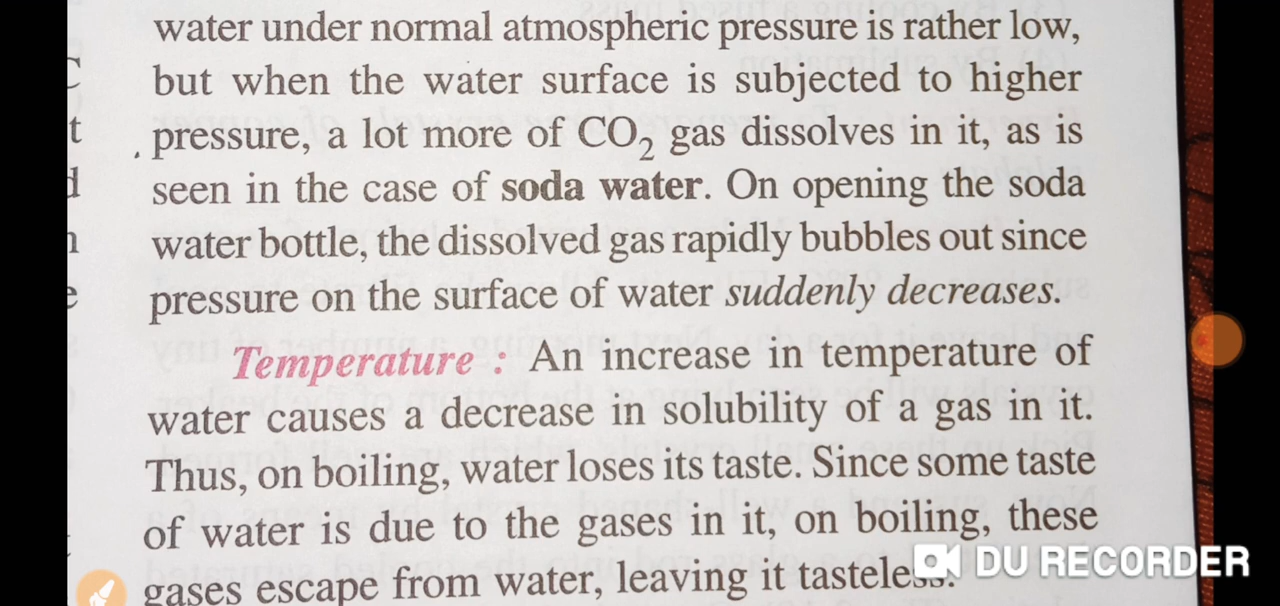 water under normal atmospheric pressure is rather low,
but when the water surface is subjected to higher
pressure, a lot more of CO₂ gas dissolves in it, as is
seen in the case of soda water. On opening the soda
water bottle, the dissolved gas rapidly bubbles out since
pressure on the surface of water suddenly decreases.
Temperature : An increase in temperature of
water causes a decrease in solubility of a gas in it.
Thus, on boiling, water loses its taste. Since some taste
of water is due to the gases in it, on boiling, these
gases escape from water, leaving it tasteless.
DU RECORDER